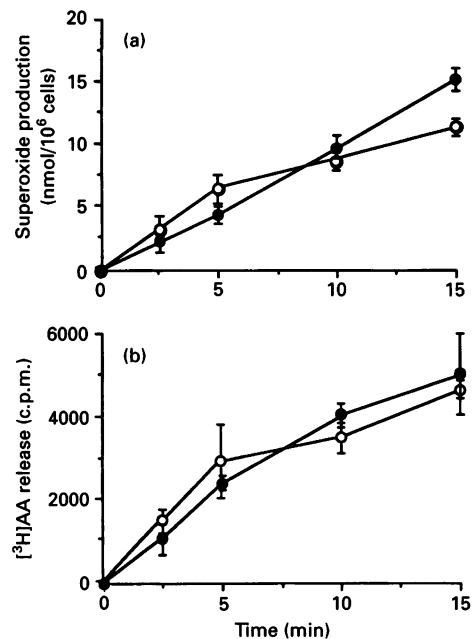 (a)
Superoxide production
(nmol/10⁶ cells)
20
15
10
5
0
0 5 10 15
(b)
[³H]AA release (c.p.m.)
6000
4000
2000
0
0 5 10 15
Time (min)